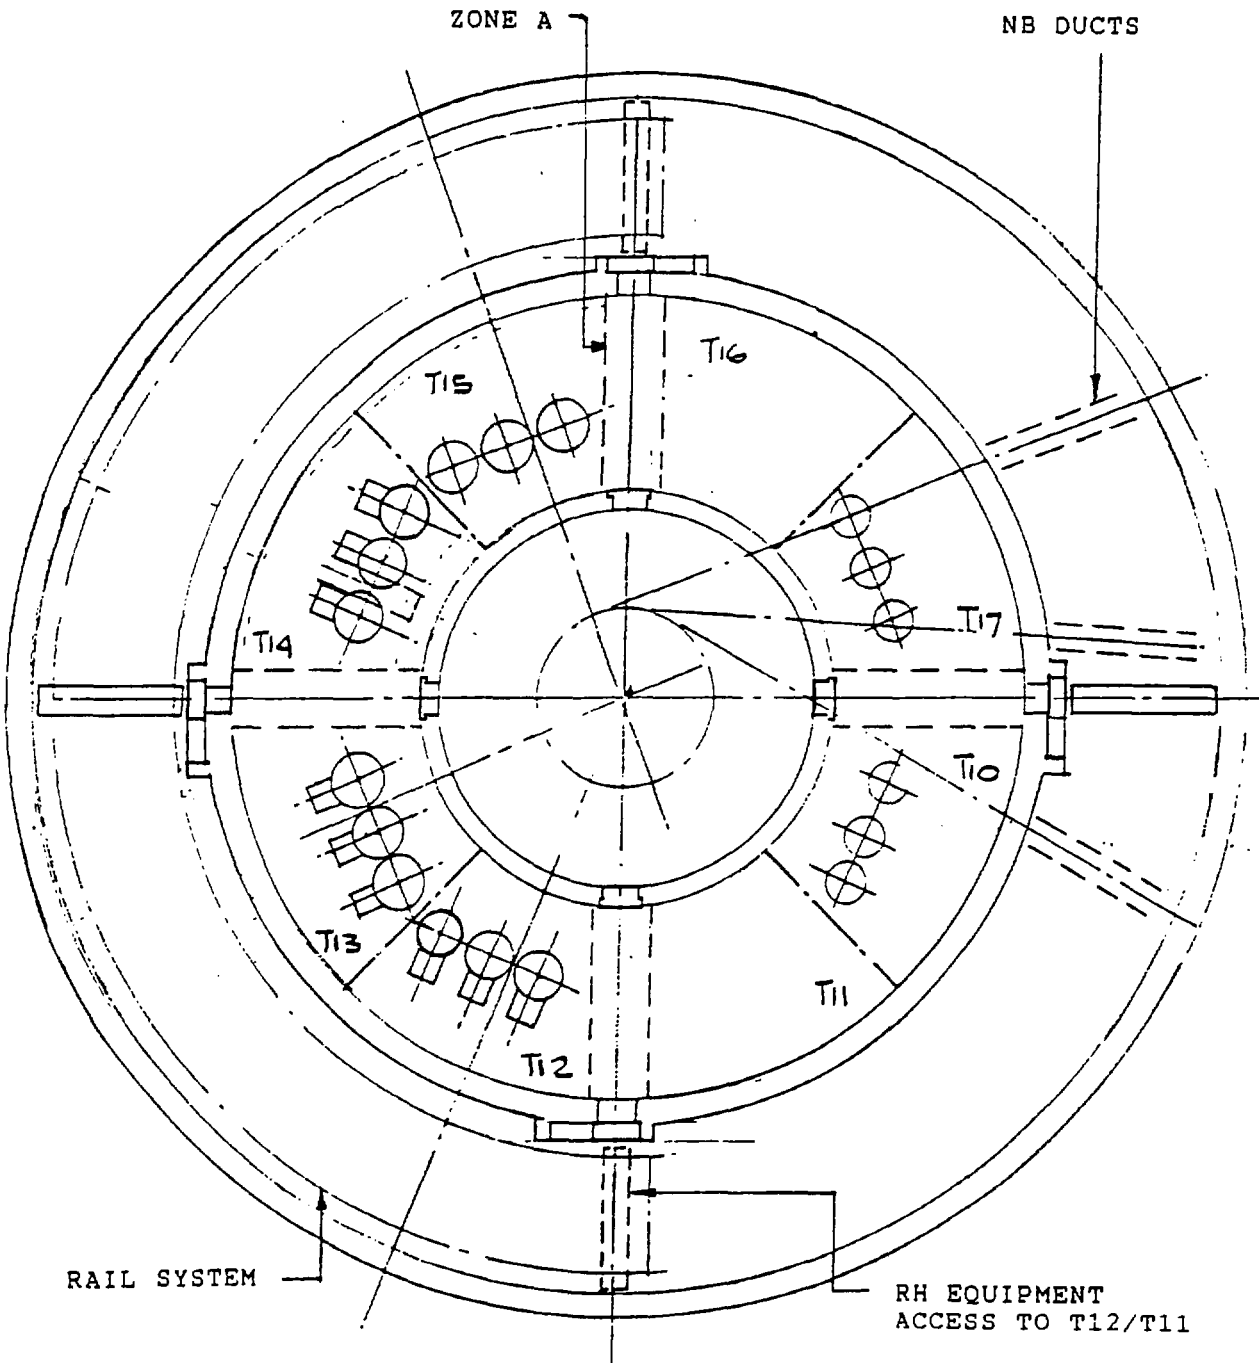 ZONE A
NB DUCTS
T16
T15
T17
T14
T10
T13
T11
T12
RAIL SYSTEM
RH EQUIPMENT
ACCESS TO T12/T11